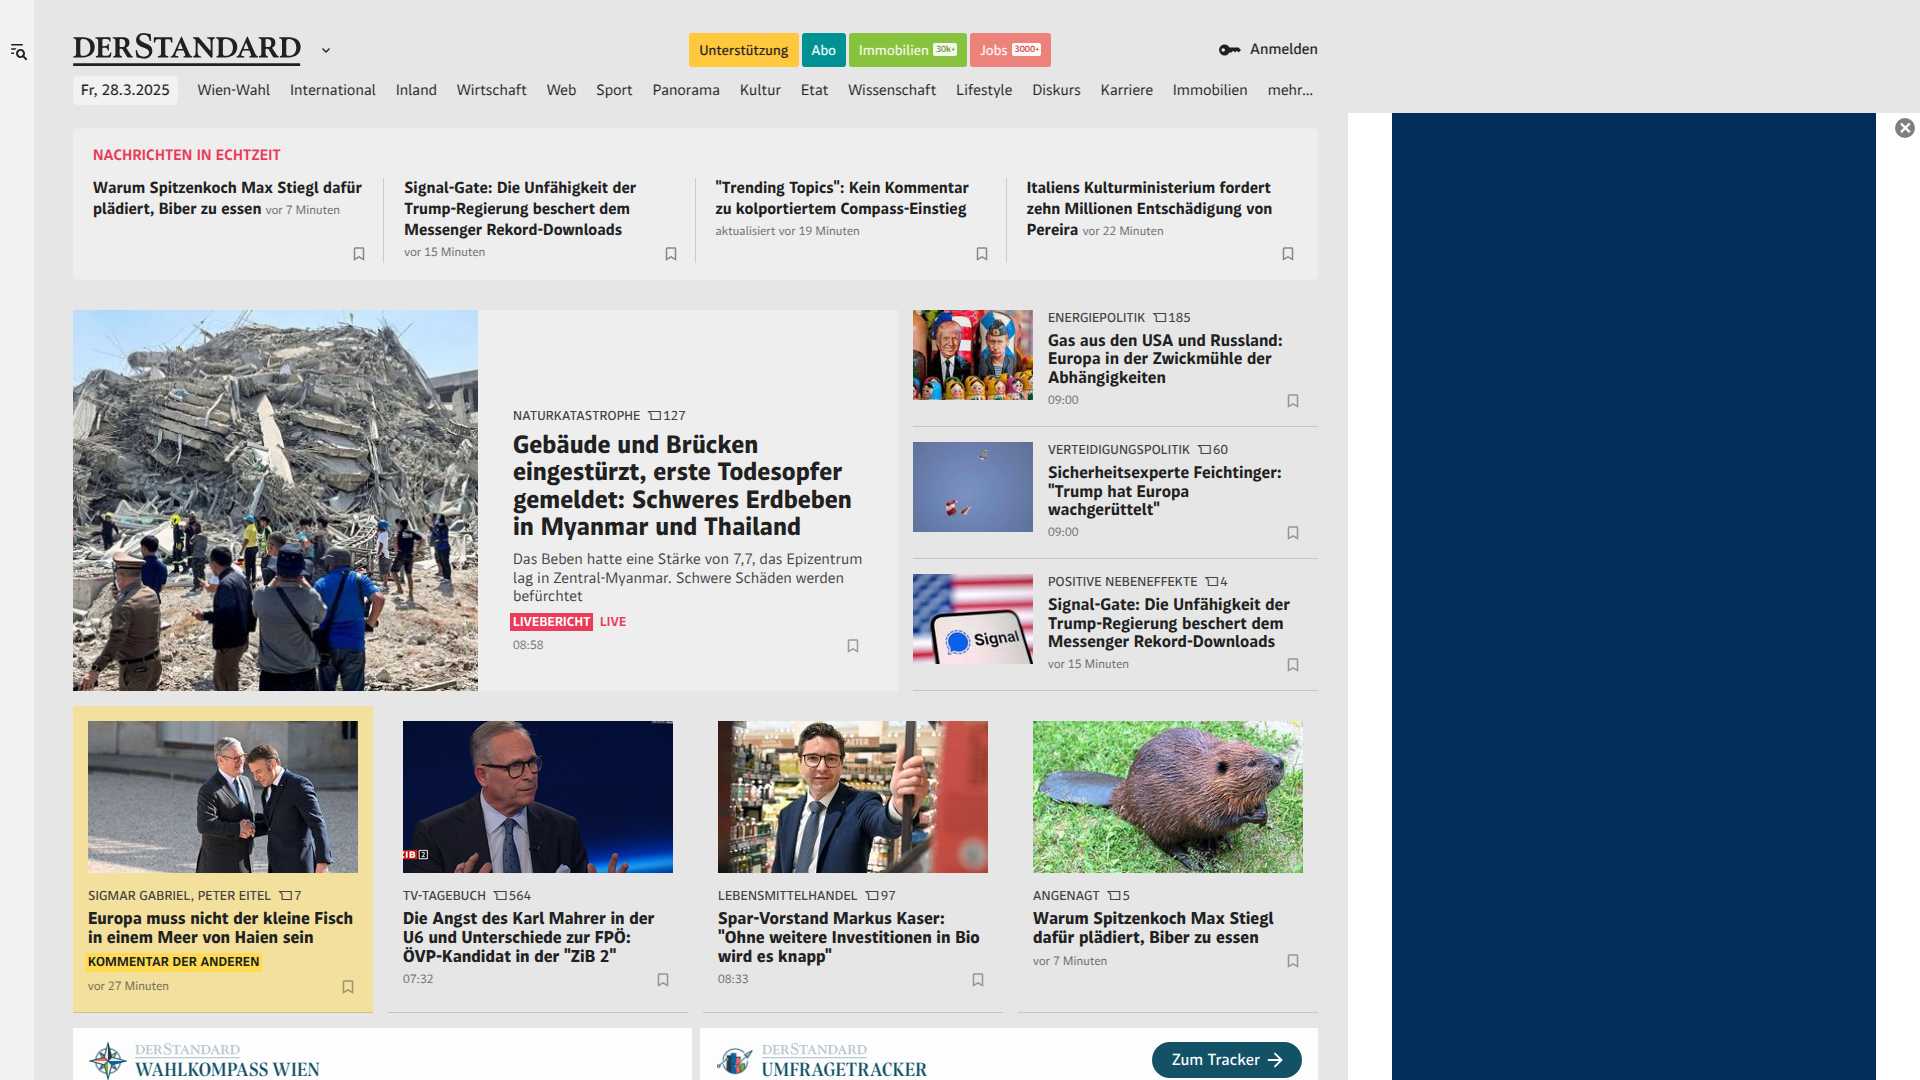 DERSTANDARD
Unterstützung
Abo
Immobilien 30k+
Jobs 3000+
Anmelden
Fr, 28.3.2025
Wien-Wahl
International
Inland
Wirtschaft
Web
Sport
Panorama
Kultur
Etat
Wissenschaft
Lifestyle
Diskurs
Karriere
Immobilien
mehr...
NACHRICHTEN IN ECHTZEIT
Warum Spitzenkoch Max Stiegl dafür
plädiert, Biber zu essen vor 7 Minuten
Signal-Gate: Die Unfähigkeit der
Trump-Regierung beschert dem
Messenger Rekord-Downloads
vor 15 Minuten
"Trending Topics": Kein Kommentar
zu kolportiertem Compass-Einstieg
aktualisiert vor 19 Minuten
Italiens Kulturministerium fordert
zehn Millionen Entschädigung von
Pereira vor 22 Minuten
NATURKATASTROPHE 127
Gebäude und Brücken
eingestürzt, erste Todesopfer
gemeldet: Schweres Erdbeben
in Myanmar und Thailand
Das Beben hatte eine Stärke von 7,7, das Epizentrum
lag in Zentral-Myanmar. Schwere Schäden werden
befürchtet
LIVEBERICHT LIVE
08:58
ENERGIEPOLITIK 185
Gas aus den USA und Russland:
Europa in der Zwickmühle der
Abhängigkeiten
09:00
VERTEIDIGUNGSPOLITIK 60
Sicherheitsexperte Feichtinger:
"Trump hat Europa
wachgerüttelt"
09:00
Signal
POSITIVE NEBENEFFEKTE 4
Signal-Gate: Die Unfähigkeit der
Trump-Regierung beschert dem
Messenger Rekord-Downloads
vor 15 Minuten
SIGMAR GABRIEL, PETER EITEL 7
Europa muss nicht der kleine Fisch
in einem Meer von Haien sein
KOMMENTAR DER ANDEREN
vor 27 Minuten
ZIB 2
TV-TAGEBUCH 564
Die Angst des Karl Mahrer in der
U6 und Unterschiede zur FPÖ:
ÖVP-Kandidat in der "ZiB 2"
07:32
LEBENSMITTELHANDEL 97
Spar-Vorstand Markus Kaser:
"Ohne weitere Investitionen in Bio
wird es knapp"
08:33
ANGENAGT 5
Warum Spitzenkoch Max Stiegl
dafür plädiert, Biber zu essen
vor 7 Minuten
DERSTANDARD
WAHLKOMPASS WIEN
DERSTANDARD
UMFRAGETRACKER
Zum Tracker